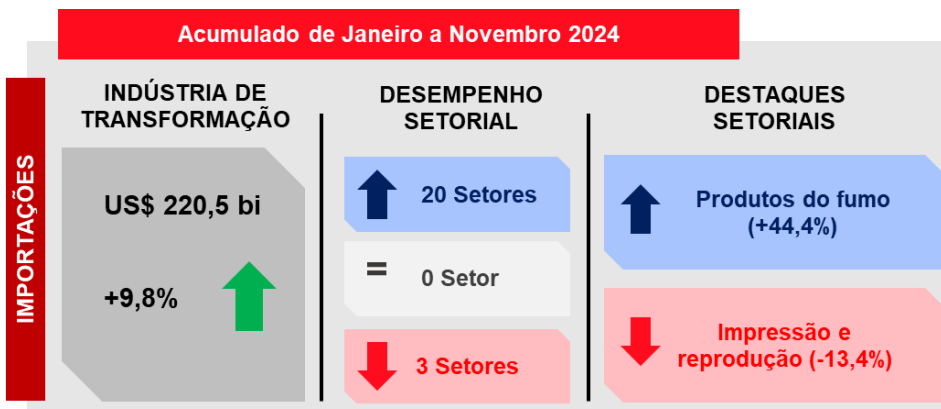 Acumulado de Janeiro a Novembro 2024
IMPORTAÇÕES
INDÚSTRIA DE
TRANSFORMAÇÃO
US$ 220,5 bi
+9,8%
DESEMPENHO
SETORIAL
20 Setores
= 0 Setor
3 Setores
DESTAQUES
SETORIAIS
Produtos do fumo
(+44,4%)
Impressão e
reprodução (-13,4%)